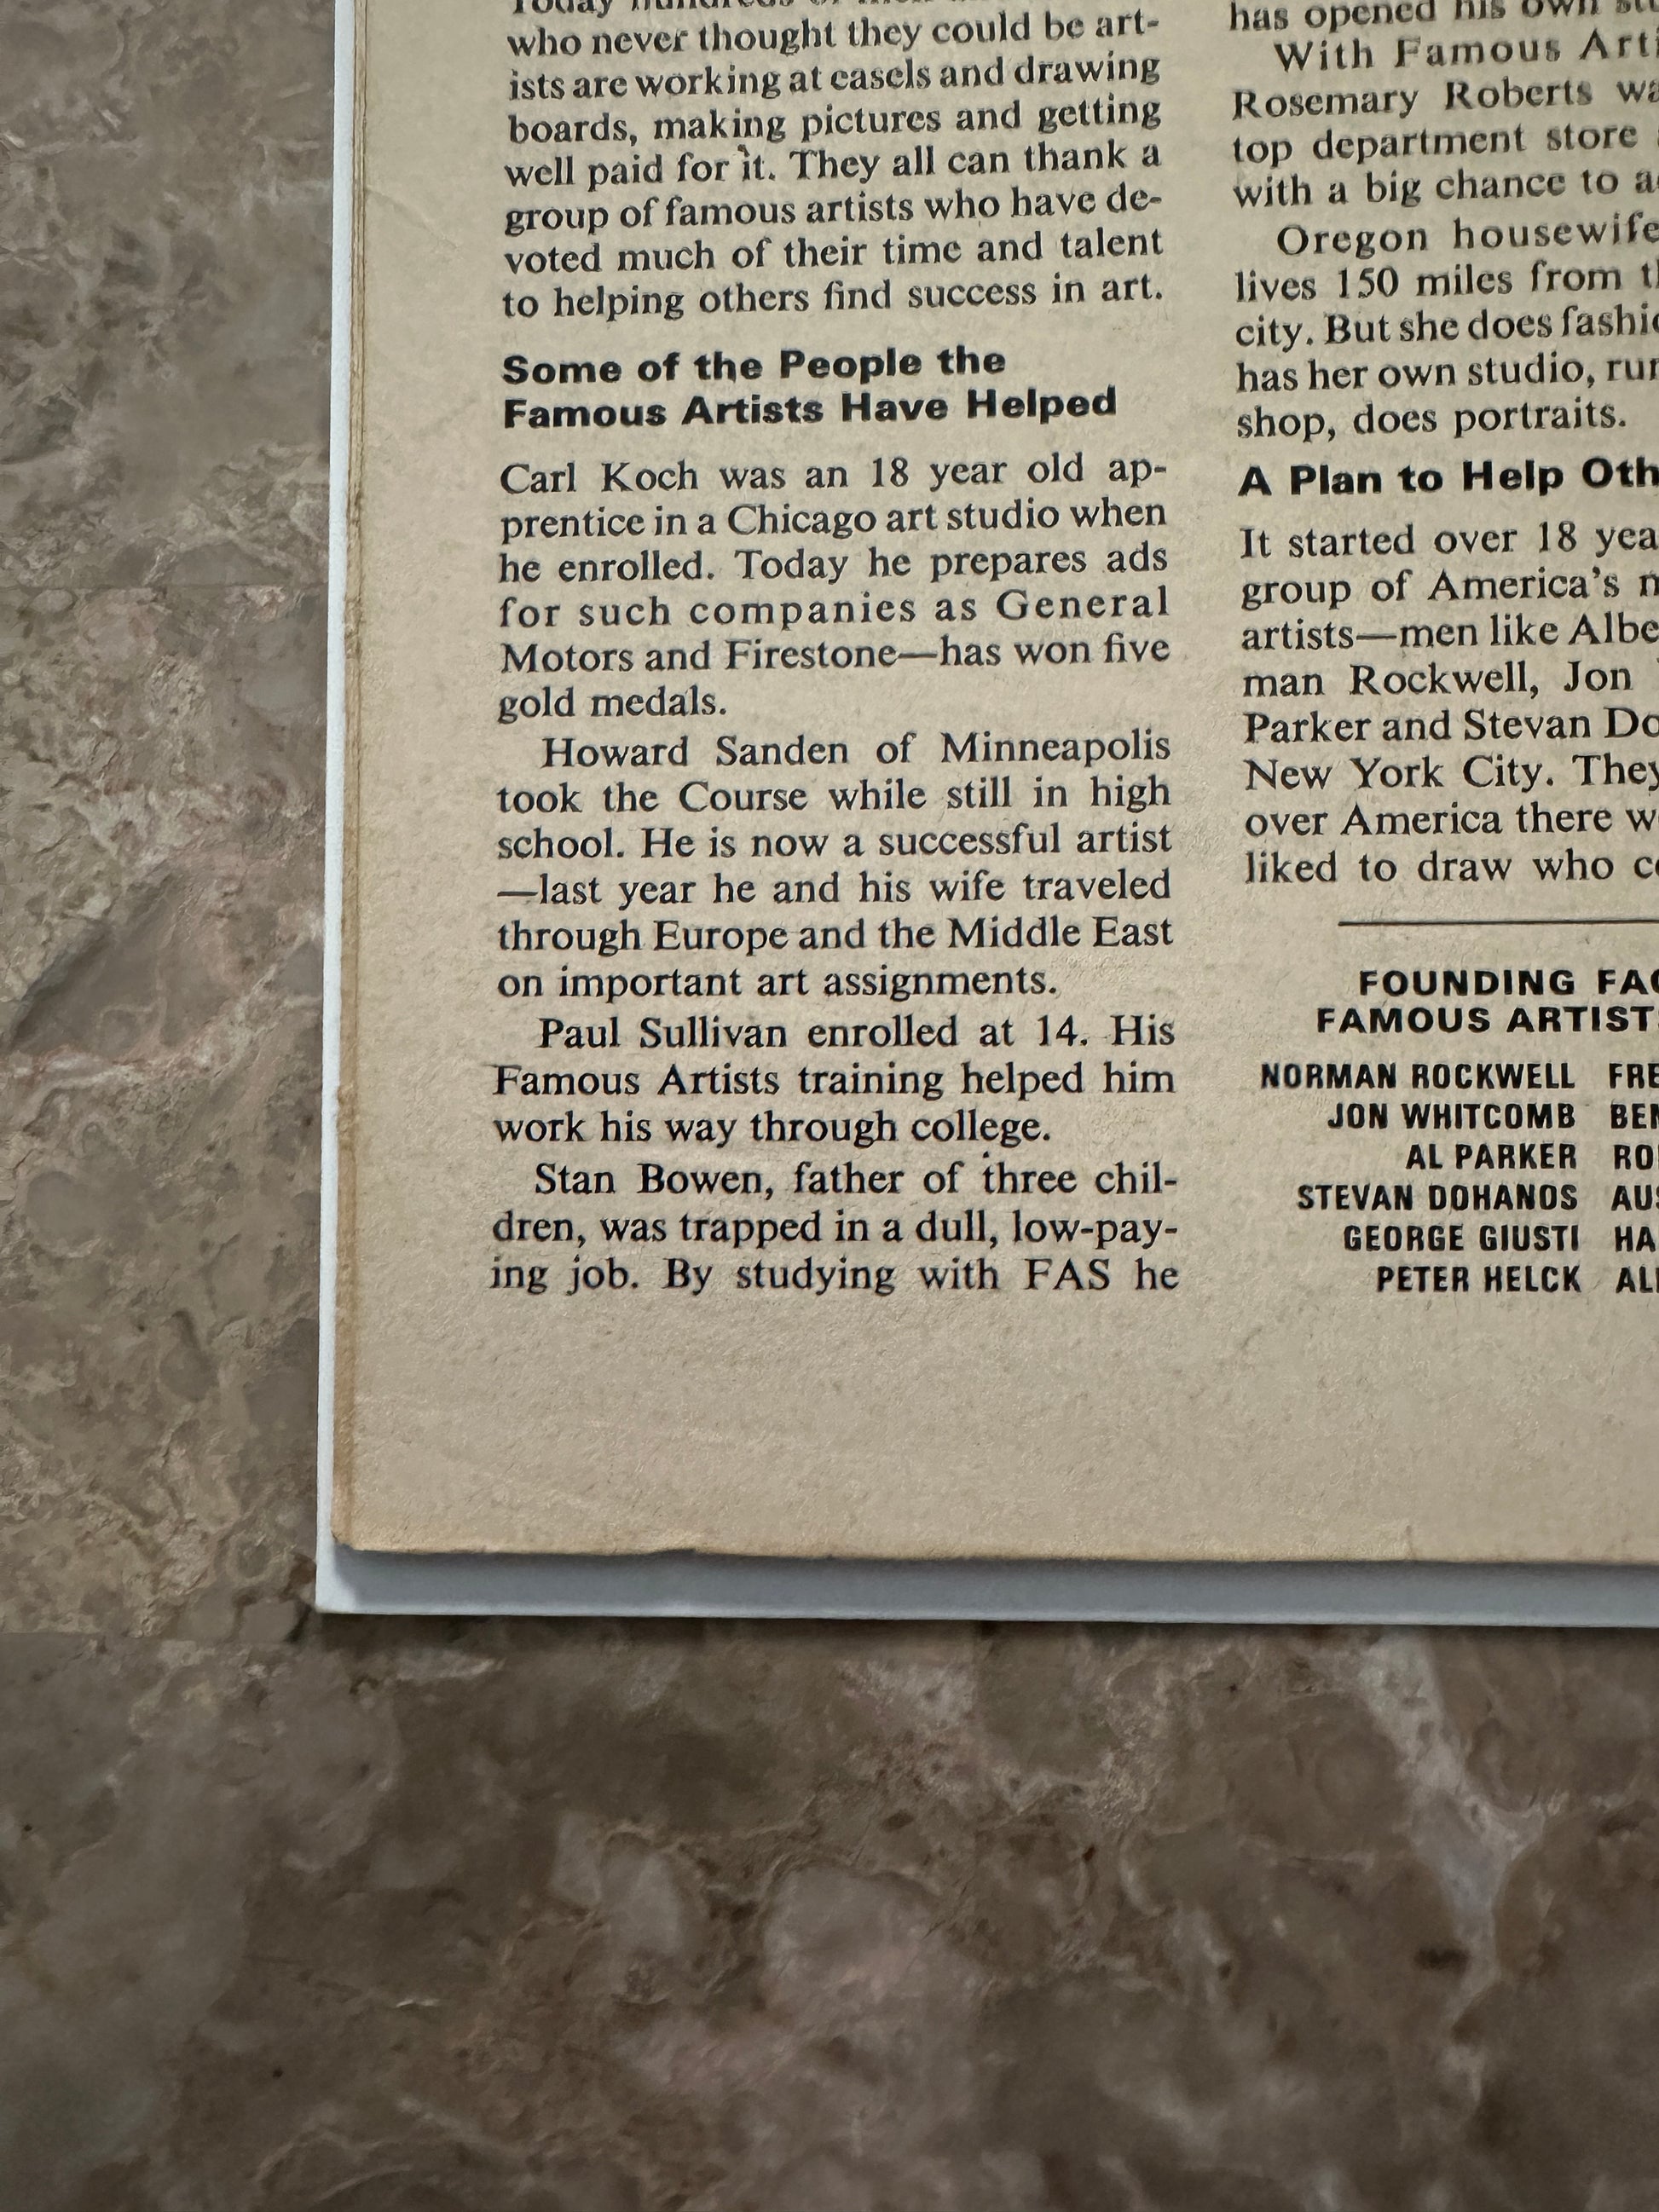 who never thought they could be art-
ists are working at easels and drawing
boards, making pictures and getting
well paid for it. They all can thank a
group of famous artists who have de-
voted much of their time and talent
to helping others find success in art.
Some of the People the
Famous Artists Have Helped
Carl Koch was an 18 year old ap-
prentice in a Chicago art studio when
he enrolled. Today he prepares ads
for such companies as General
Motors and Firestone—has won five
gold medals.
Howard Sanden of Minneapolis
took the Course while still in high
school. He is now a successful artist
—last year he and his wife traveled
through Europe and the Middle East
on important art assignments.
Paul Sullivan enrolled at 14. His
Famous Artists training helped him
work his way through college.
Stan Bowen, father of three chil-
dren, was trapped in a dull, low-pay-
ing job. By studying with FAS he
has opened his own
With Famous
Rosemary Roberts
top department store
with a big chance to
Oregon housewife
lives 150 miles from
city. But she does
has her own studio,
shop, does portraits.
A Plan to Help
It started over 18
group of America's
artists—men like
man Rockwell, Jon
Parker and Stevan
New York City. They
over America there
liked to draw who
FOUNDING
FAMOUS
NORMAN ROCKWELL
JON WHITCOMB
AL PARKER
STEVAN DOHANOS
GEORGE GIUSTI
PETER HELCK